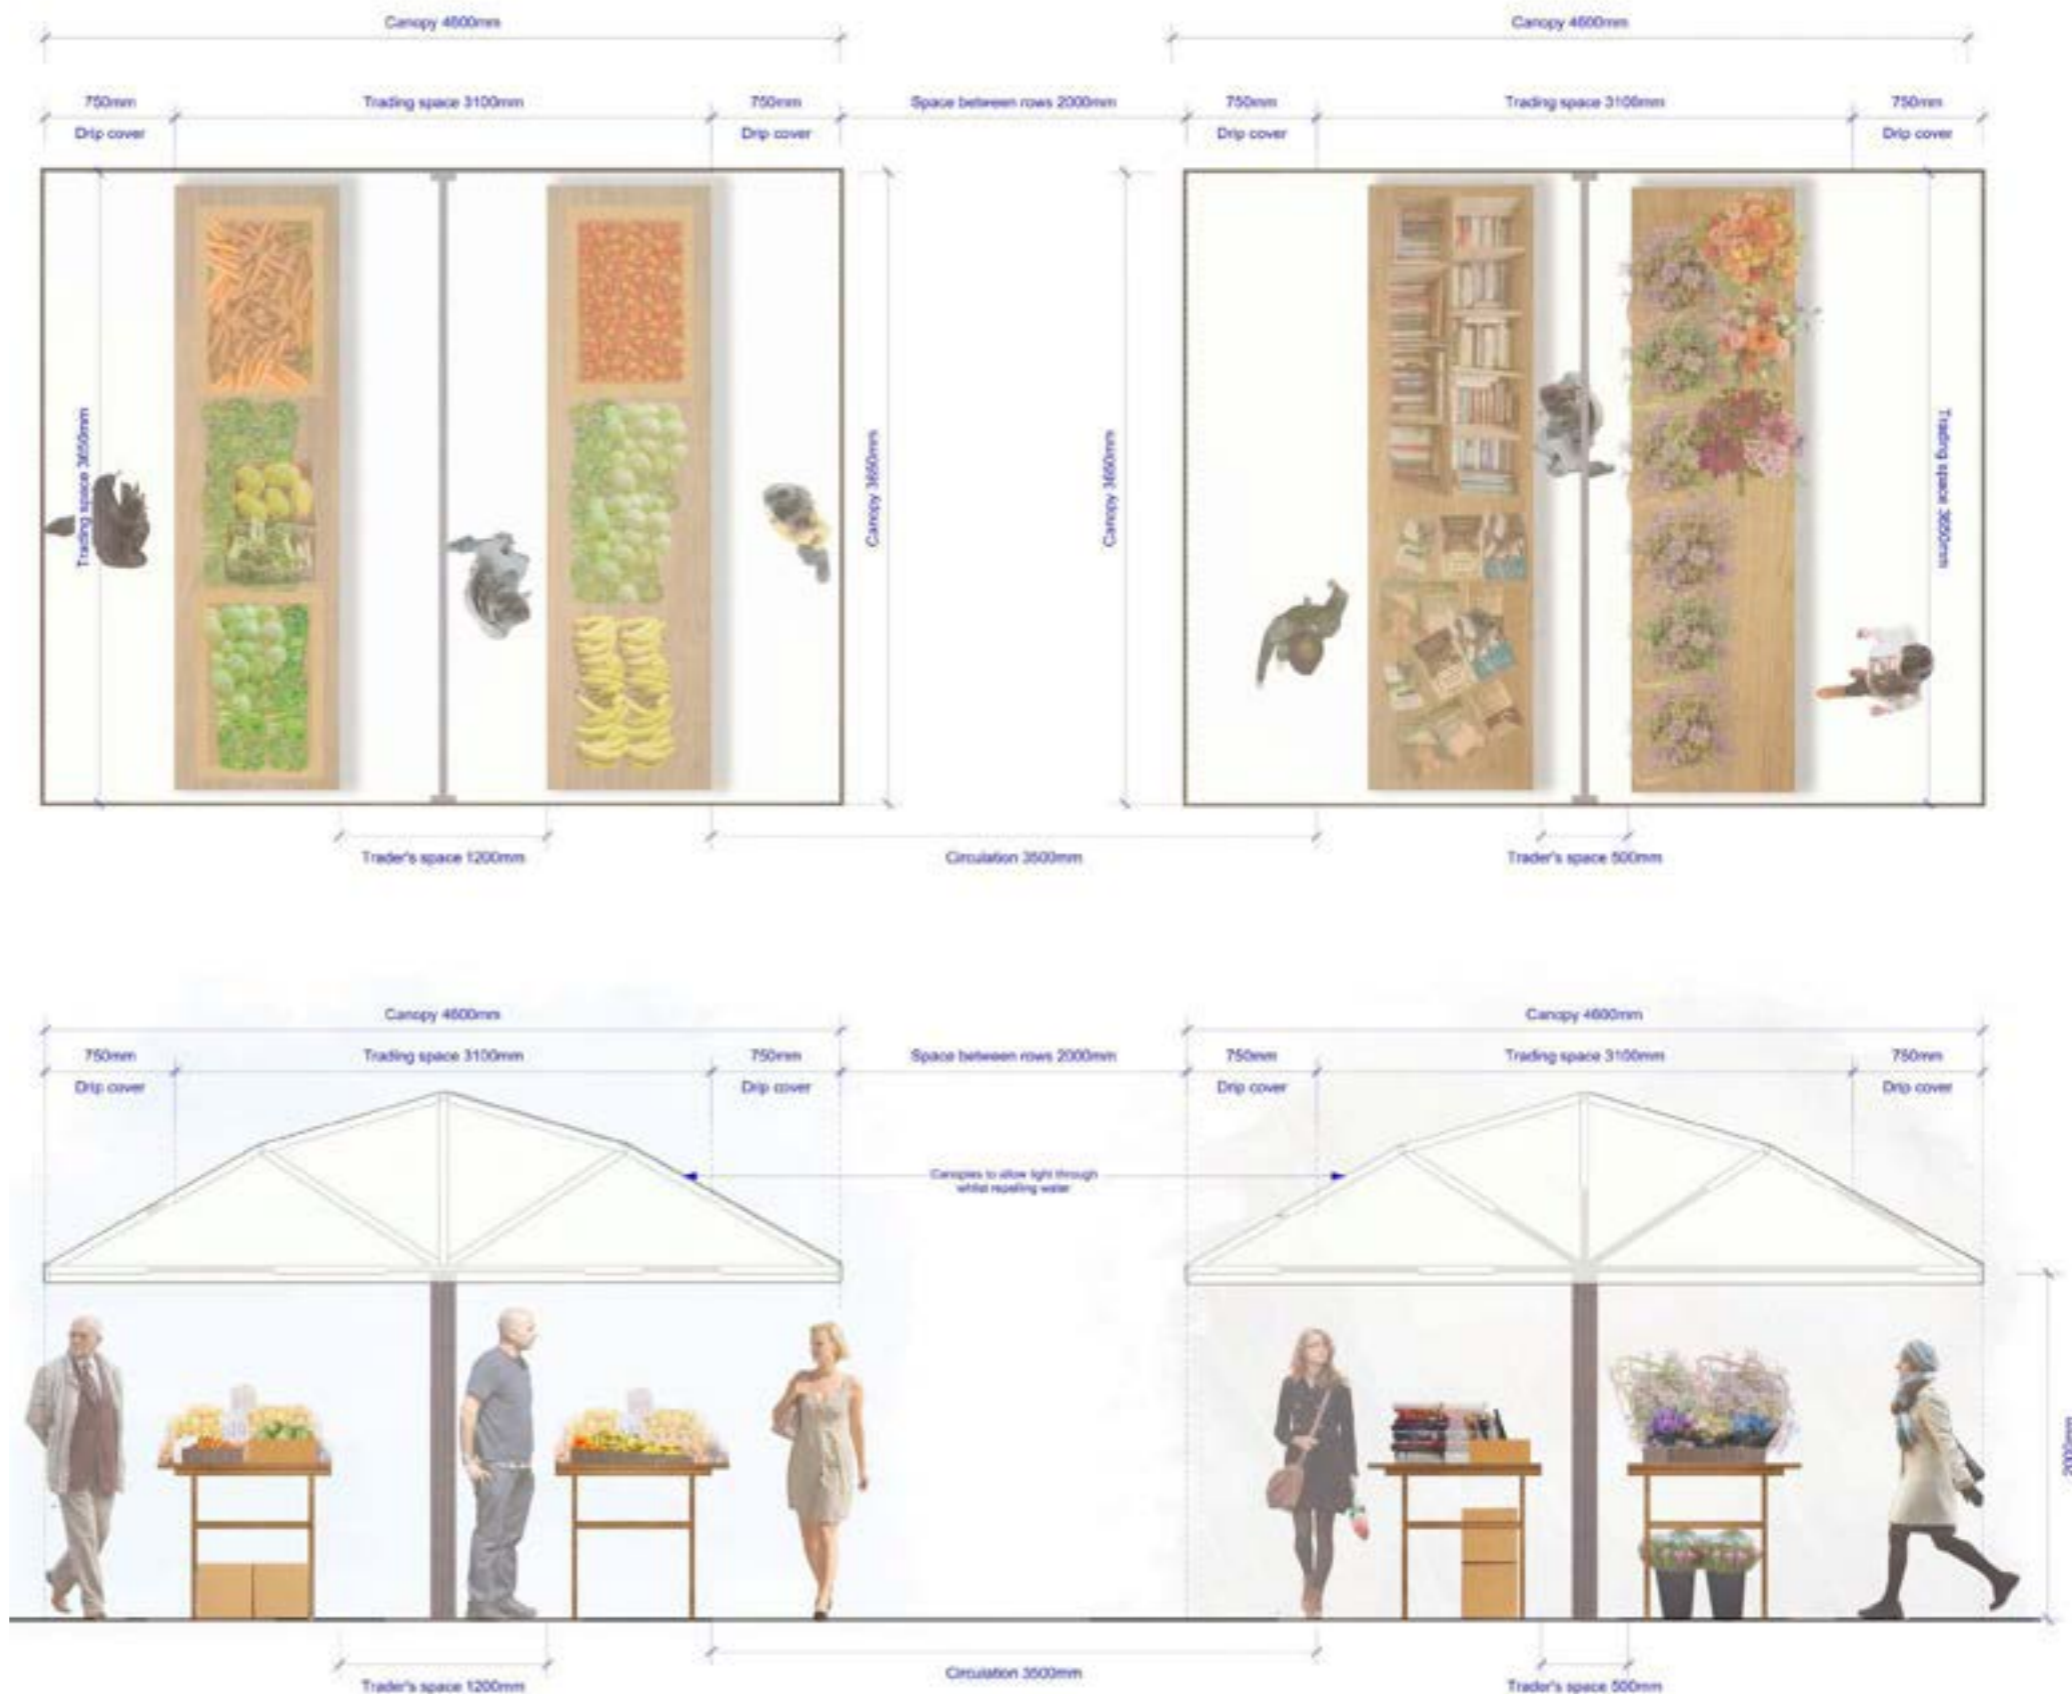 Canopy 4600mm
Canopy 4600mm
750mm
Trading space 3100mm
750mm
Space between rows 2000mm
750mm
Trading space 3100mm
750mm
Drip cover
Drip cover
Drip cover
Drip cover
Trading space 3650mm
Canopy 3650mm
Canopy 3650mm
Trading space 3650mm
Trader's space 1200mm
Circulation 3500mm
Trader's space 500mm
Canopy 4600mm
Canopy 4600mm
750mm
Trading space 3100mm
750mm
Space between rows 2000mm
750mm
Trading space 3100mm
750mm
Drip cover
Drip cover
Drip cover
Drip cover
Canopies to allow light through
whilst repelling water
Trader's space 1200mm
Circulation 3500mm
Trader's space 500mm